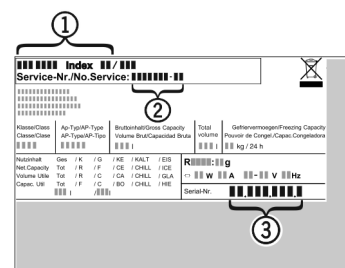 1
Index /
Service-Nr./No.Service: -
2
Klasse/Class Ap-Typ/AP-Type Bruttoinhalt/Gross Capacity Total Gefriervermoegen/Freezing Capacity
Classe/Clase AP-Type/AP-Tipo Volume Brut/Capacidad Bruta volume Pouvoir de Congel./Capac.Congeladora
l l kg / 24 h
Nutzinhalt Ges / K / G / KE / KALT / EIS
Net.Capacity Tot / R / F / CE / CHILL / ICE
Volume Utile Tot / R / C / CA / CHILL / GLA
Capac. Util Tot / F / C / BO / CHILL / HIE
l / l
R : g
W A - V Hz
Serial-Nr. , , ,
3